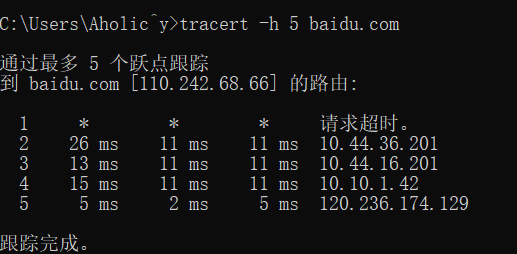 C:\Users\Aholic^y>tracert -h 5 baidu.com
通过最多 5 个跃点跟踪
到 baidu.com [110.242.68.66] 的路由:
1 * * * 请求超时。
2 26 ms 11 ms 11 ms 10.44.36.201
3 13 ms 11 ms 11 ms 10.44.16.201
4 15 ms 11 ms 11 ms 10.10.1.42
5 5 ms 2 ms 5 ms 120.236.174.129
跟踪完成。